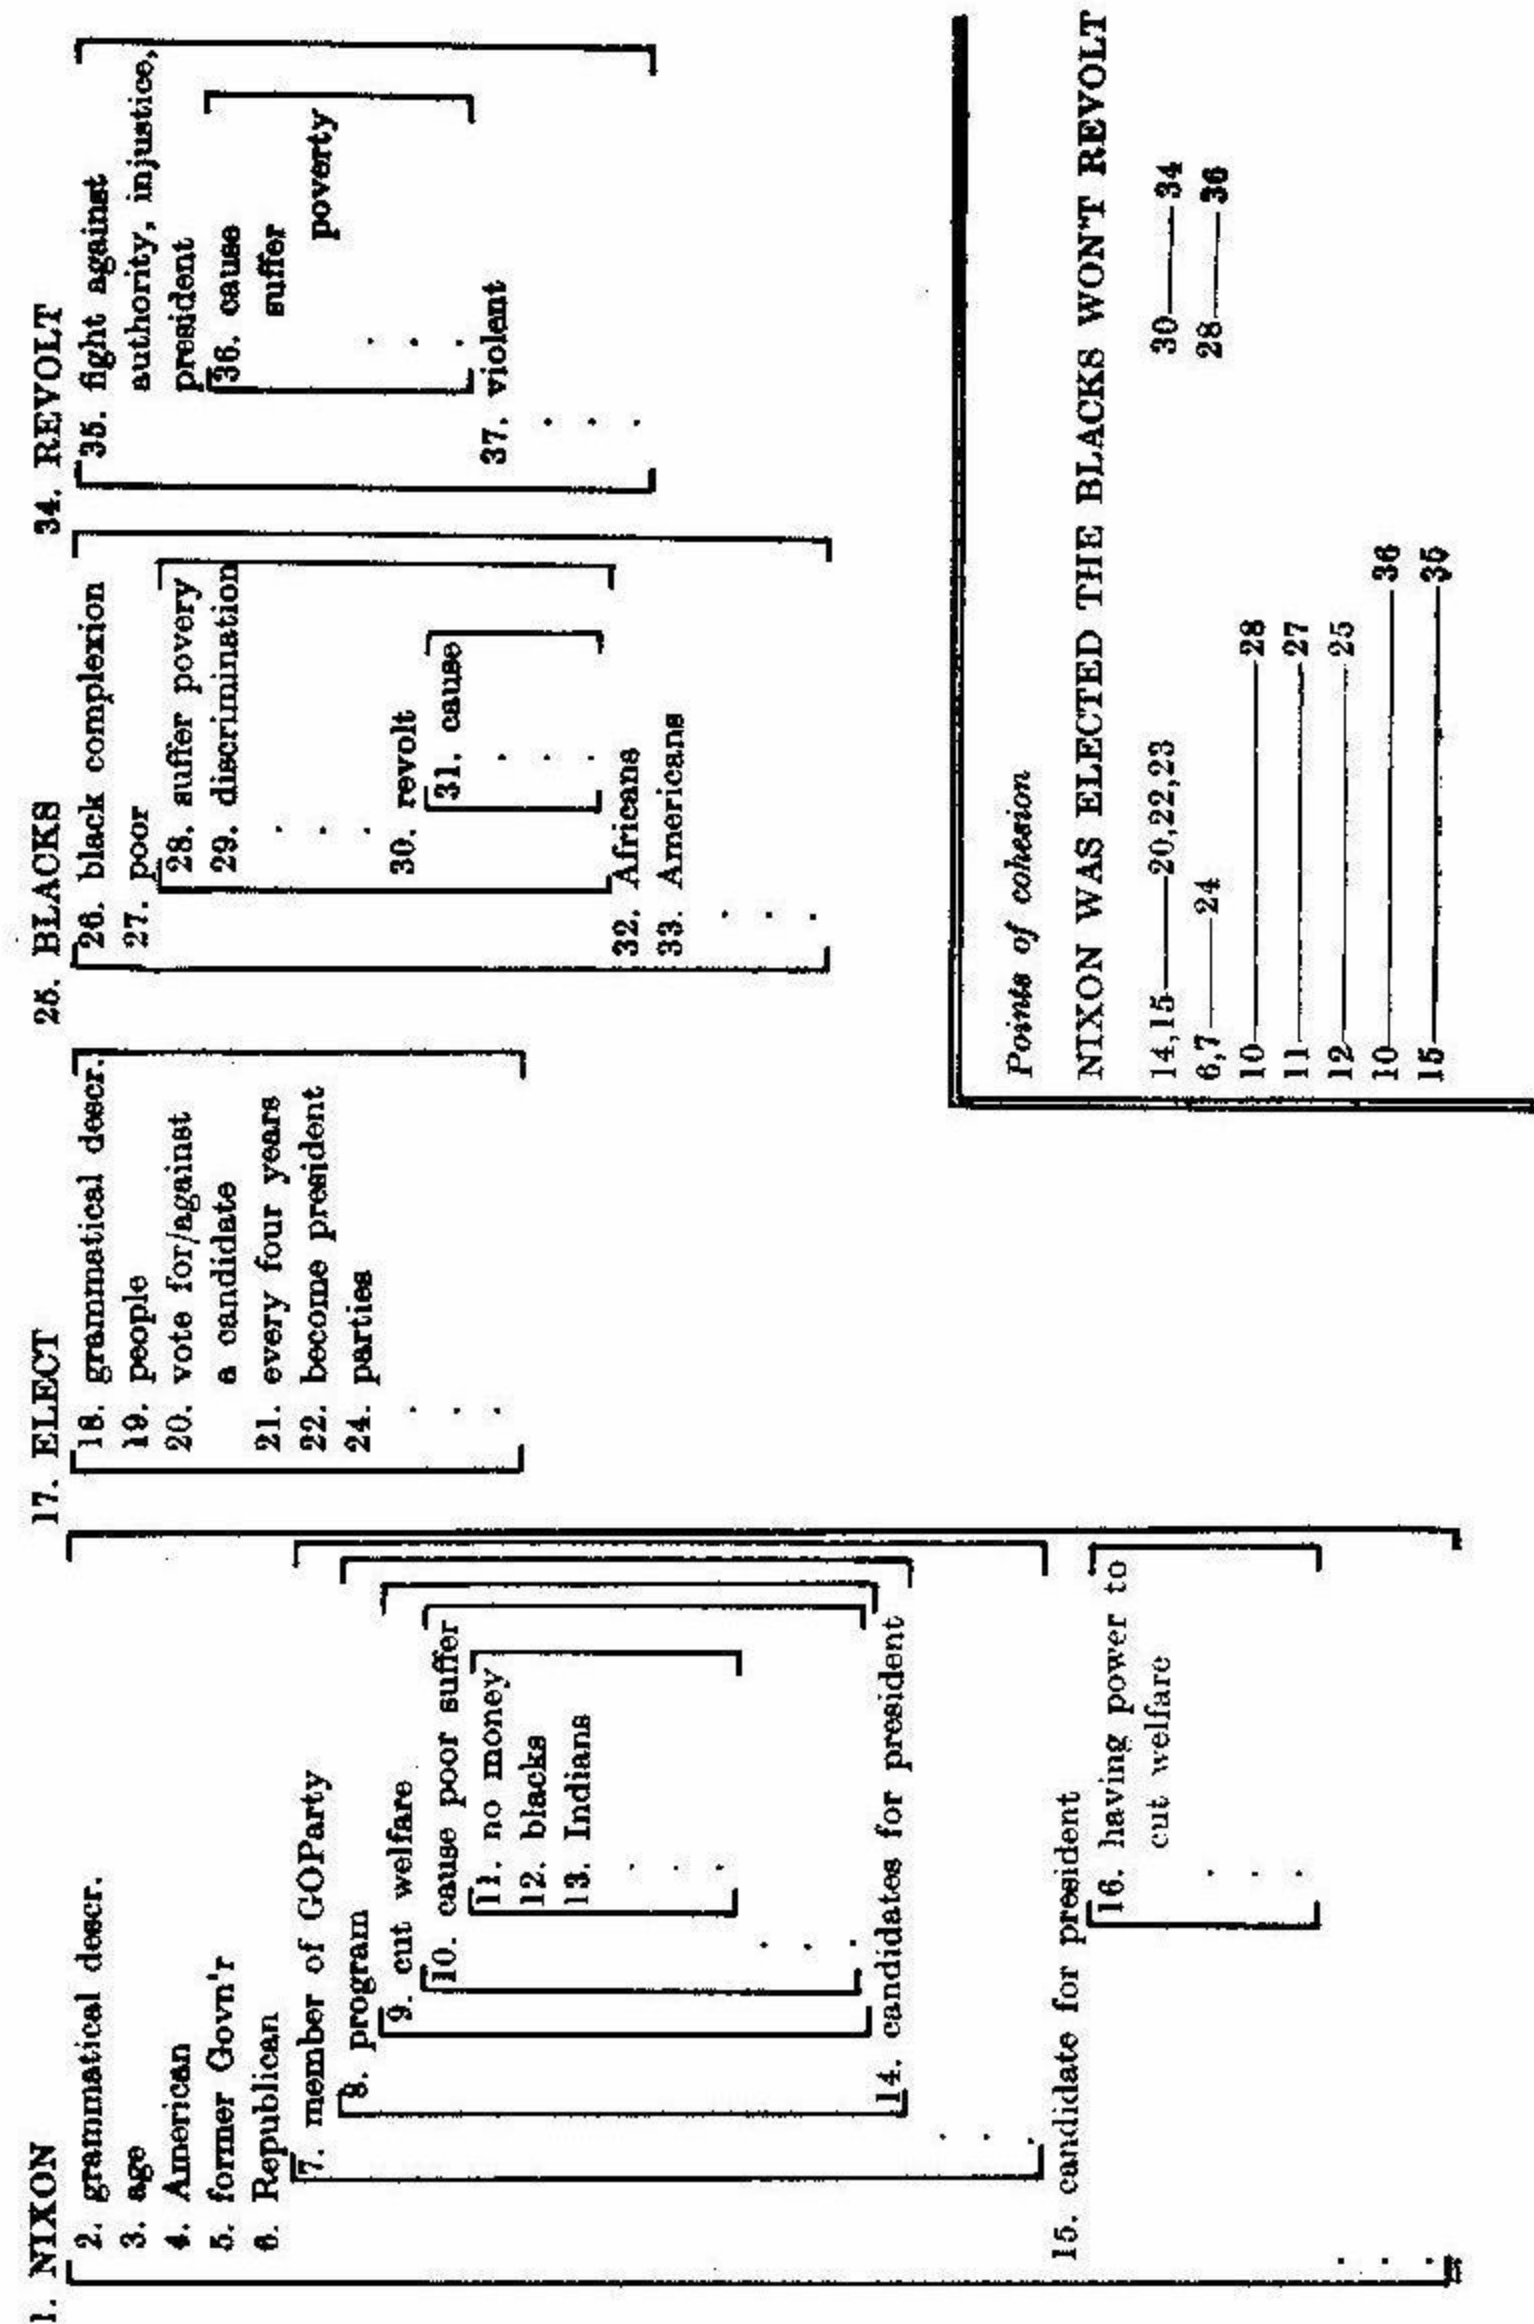 1. NIXON
2. grammatical descr.
3. age
4. American
5. former Govn'r
6. Republican
7. member of GOParty
8. program
9. cut welfare
10. cause poor suffer
11. no money
12. blacks
13. Indians
.
.
.
.
.
.
14. candidates for president
.
.
.
15. candidate for president
16. having power to
cut welfare
.
.
.
.
.
.
17. ELECT
18. grammatical descr.
19. people
20. vote for/against
a candidate
21. every four years
22. become president
24. parties
.
.
.
25. BLACKS
26. black complexion
27. poor
28. suffer povery
29. discrimination
.
.
.
30. revolt
31. cause
.
.
.
32. Africans
33. Americans
.
.
.
34. REVOLT
35. fight against
authority, injustice,
president
36. cause
suffer
poverty
.
.
.
37. violent
.
.
.
Points of cohesion
NIXON WAS ELECTED THE BLACKS WON'T REVOLT
14,15—20,22,23 30—34
6,7—24 28—36
10—28
11—27
12—25
10—36
15—35